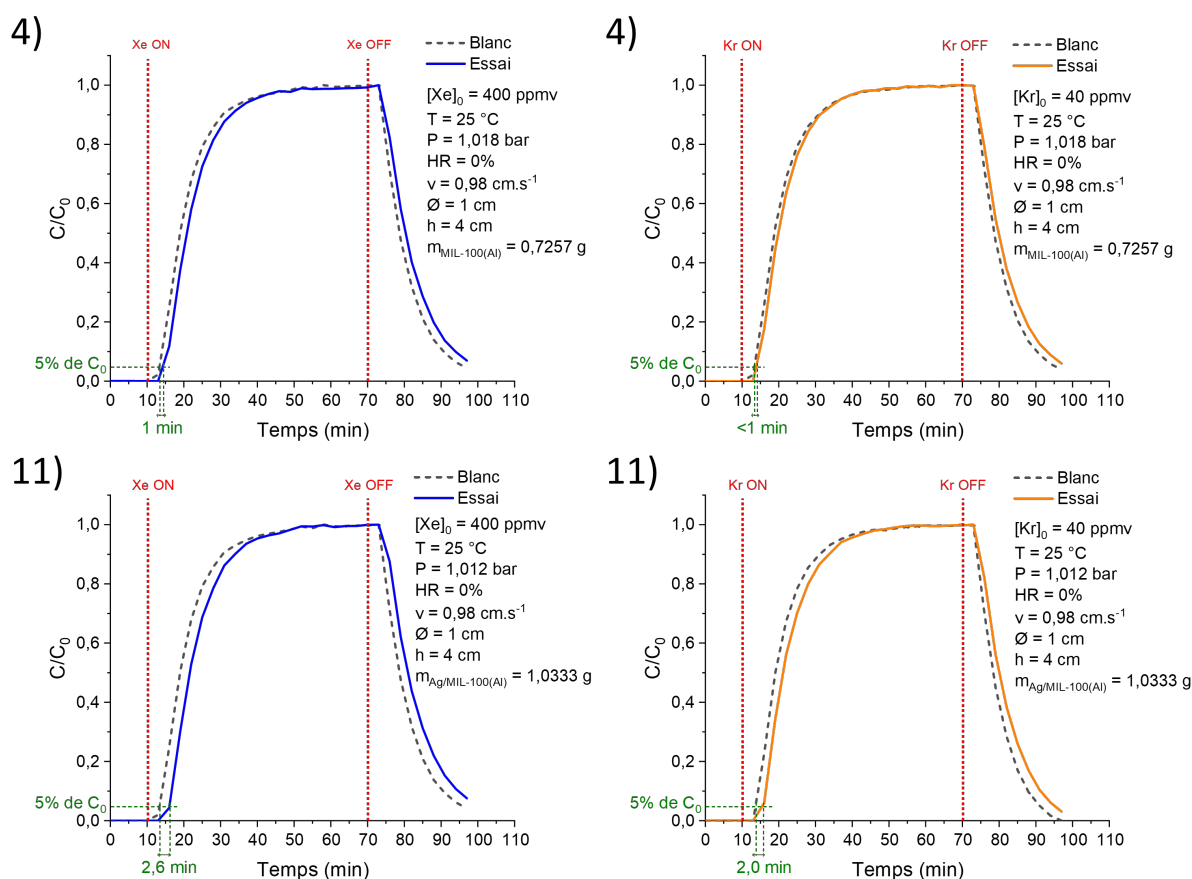 4)
Xe ON
Xe OFF
Blanc
Essai
[Xe]0 = 400 ppmv
T = 25 °C
P = 1,018 bar
HR = 0%
v = 0,98 cm.s-1
Ø = 1 cm
h = 4 cm
mMIL-100(Al) = 0,7257 g
C/C0
1,0
0,8
0,6
0,4
0,2
5% de C0
0,0
0 10 20 30 40 50 60 70 80 90 100 110
1 min
Temps (min)
4)
Kr ON
Kr OFF
Blanc
Essai
[Kr]0 = 40 ppmv
T = 25 °C
P = 1,018 bar
HR = 0%
v = 0,98 cm.s-1
Ø = 1 cm
h = 4 cm
mMIL-100(Al) = 0,7257 g
C/C0
1,0
0,8
0,6
0,4
0,2
5% de C0
0,0
0 10 20 30 40 50 60 70 80 90 100 110
<1 min
Temps (min)
11)
Xe ON
Xe OFF
Blanc
Essai
[Xe]0 = 400 ppmv
T = 25 °C
P = 1,012 bar
HR = 0%
v = 0,98 cm.s-1
Ø = 1 cm
h = 4 cm
mAg/MIL-100(Al) = 1,0333 g
C/C0
1,0
0,8
0,6
0,4
0,2
5% de C0
0,0
0 10 20 30 40 50 60 70 80 90 100 110
2,6 min
Temps (min)
11)
Kr ON
Kr OFF
Blanc
Essai
[Kr]0 = 40 ppmv
T = 25 °C
P = 1,012 bar
HR = 0%
v = 0,98 cm.s-1
Ø = 1 cm
h = 4 cm
mAg/MIL-100(Al) = 1,0333 g
C/C0
1,0
0,8
0,6
0,4
0,2
5% de C0
0,0
0 10 20 30 40 50 60 70 80 90 100 110
2,0 min
Temps (min)